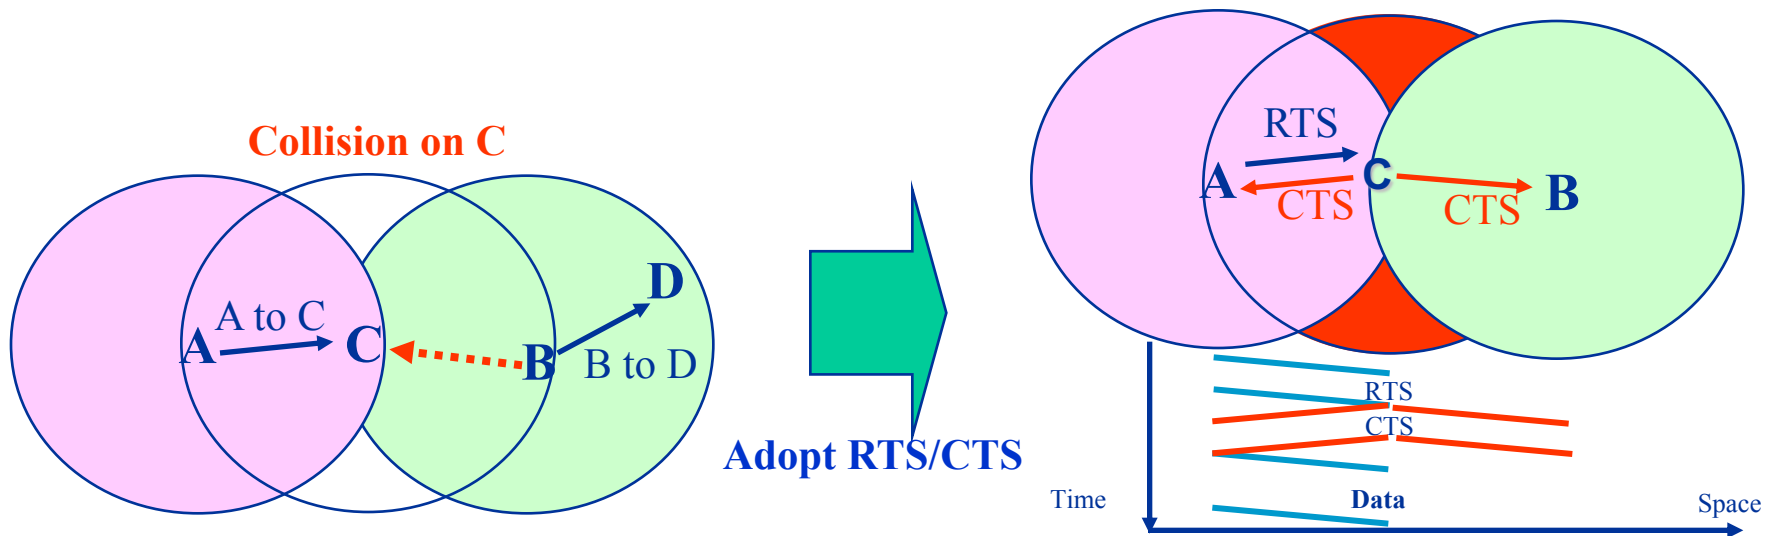 Collision on C
A
A to C
C
B
D
B to D
Adopt RTS/CTS
RTS
A
C
B
CTS
CTS
RTS
CTS
Time
Data
Space